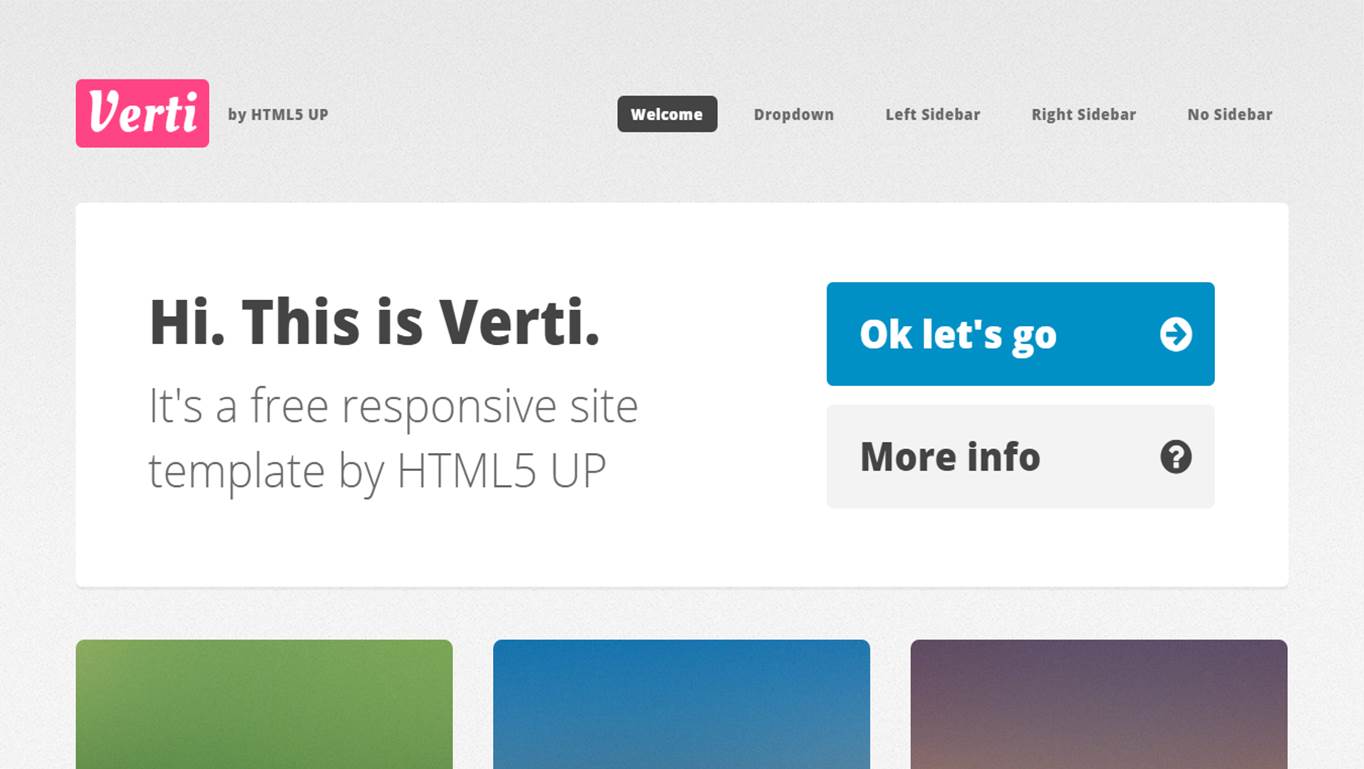 Verti
by HTML5 UP
Welcome
Dropdown
Left Sidebar
Right Sidebar
No Sidebar
Hi. This is Verti.
It's a free responsive site
template by HTML5 UP
Ok let's go
More info